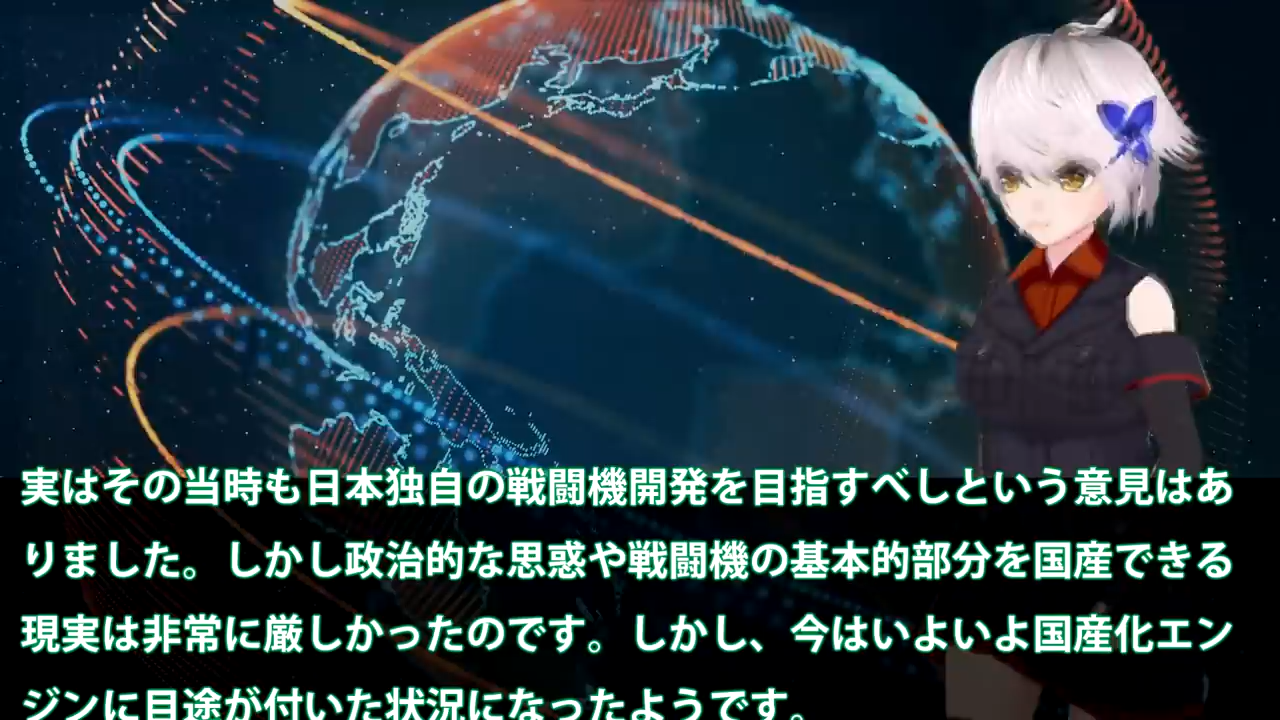 実はその当時も日本独自の戦闘機開発を目指すべしという意見はあ
りました。しかし政治的な思惑や戦闘機の基本的部分を国産できる
現実は非常に厳しかったのです。しかし、今はいよいよ国産化エン
ジンに目途が付いた状況になったようです。